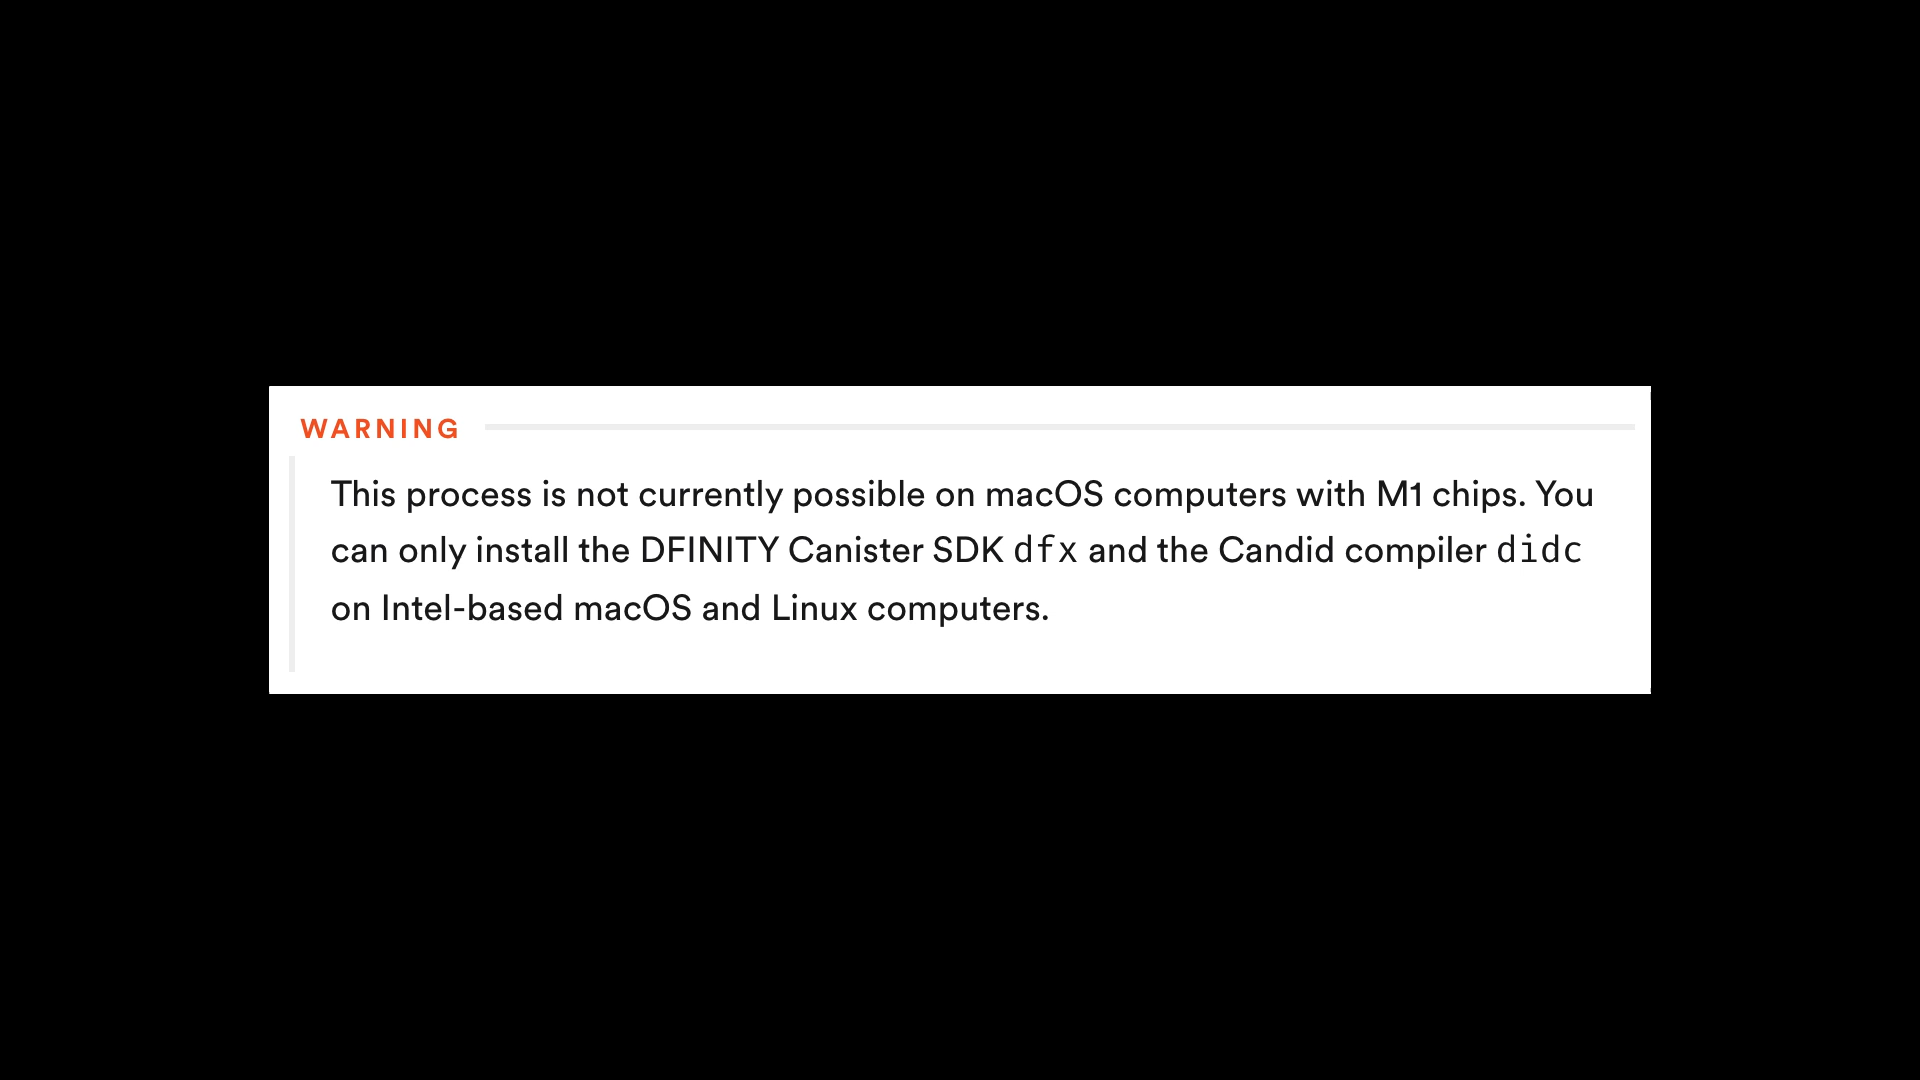 WARNING
This process is not currently possible on macOS computers with M1 chips. You
can only install the DFINITY Canister SDK dfx and the Candid compiler didc
on Intel-based macOS and Linux computers.